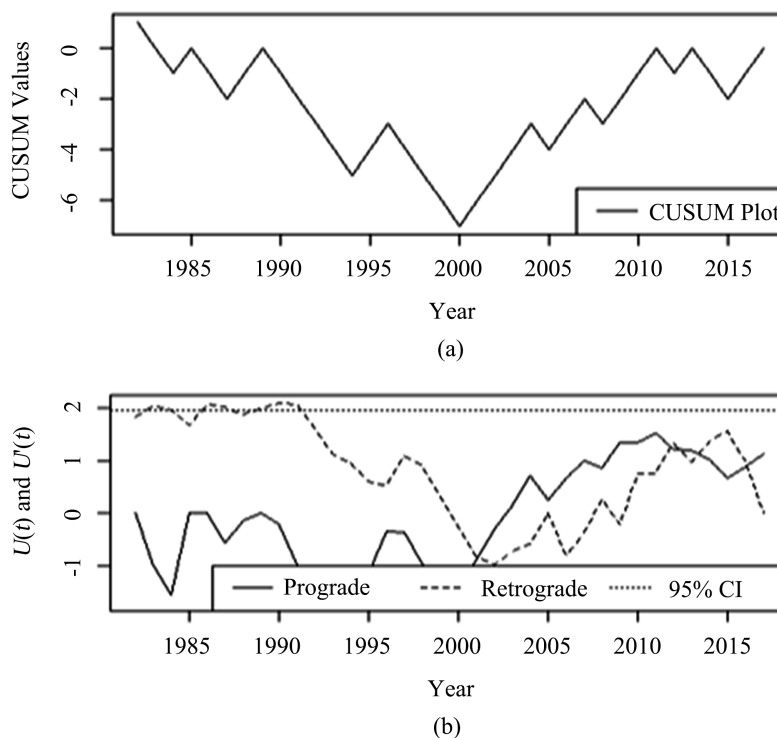 CUSUM Values
0
-2
-4
-6
CUSUM Plot
1985 1990 1995 2000 2005 2010 2015
Year
(a)
U(t) and U'(t)
2
1
0
-1
Prograde Retrograde 95% CI
1985 1990 1995 2000 2005 2010 2015
Year
(b)